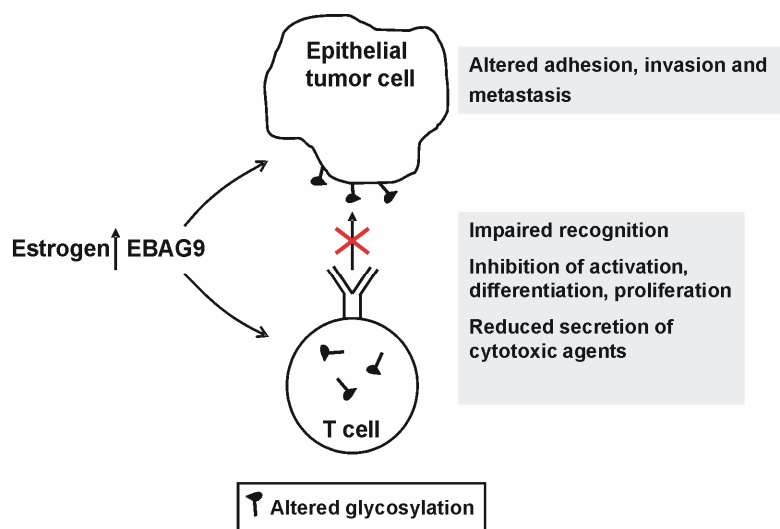 Epithelial
tumor cell
Altered adhesion, invasion and
metastasis
Estrogen EBAG9
Impaired recognition
Inhibition of activation,
differentiation, proliferation
Reduced secretion of
cytotoxic agents
T cell
Altered glycosylation